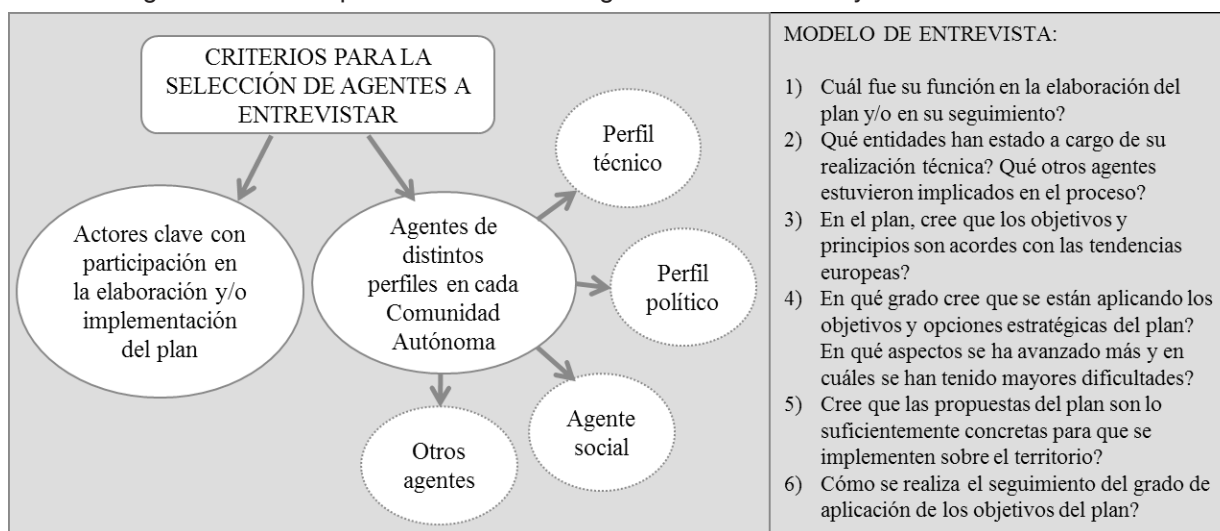 CRITERIOS PARA LA
SELECCIÓN DE AGENTES A
ENTREVISTAR
Actores clave con
participación en
la elaboración y/o
implementación
del plan
Agentes de
distintos
perfiles en cada
Comunidad
Autónoma
Perfil
técnico
Perfil
político
Agente
social
Otros
agentes
MODELO DE ENTREVISTA:
1) Cuál fue su función en la elaboración del
plan y/o en su seguimiento?
2) Qué entidades han estado a cargo de su
realización técnica? Qué otros agentes
estuvieron implicados en el proceso?
3) En el plan, cree que los objetivos y
principios son acordes con las tendencias
europeas?
4) En qué grado cree que se están aplicando los
objetivos y opciones estratégicas del plan?
En qué aspectos se ha avanzado más y en
cuáles se han tenido mayores dificultades?
5) Cree que las propuestas del plan son lo
suficientemente concretas para que se
implementen sobre el territorio?
6) Cómo se realiza el seguimiento del grado de
aplicación de los objetivos del plan?